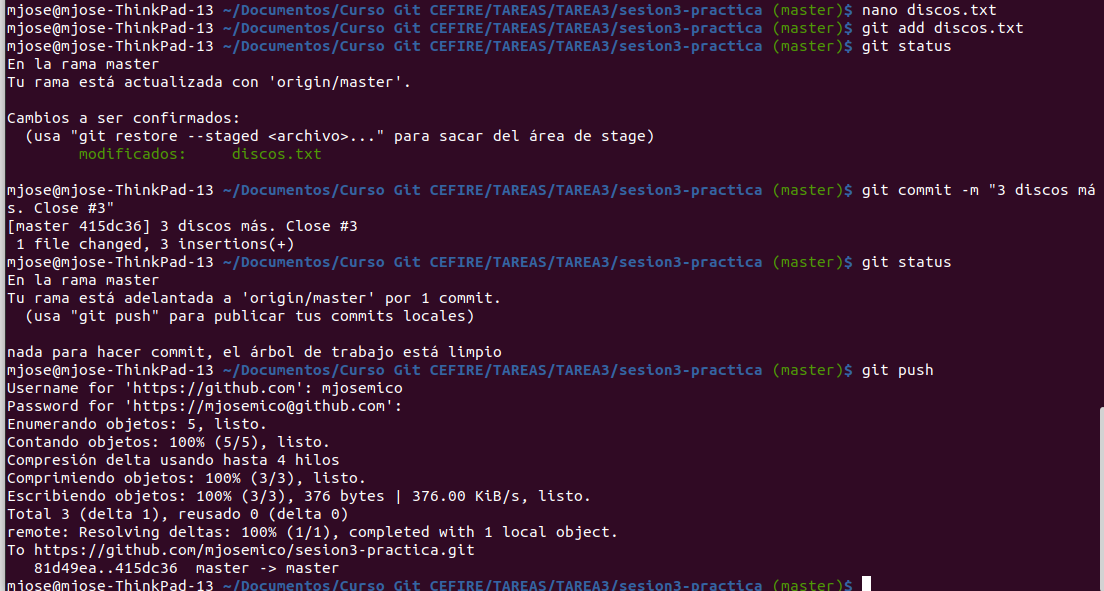 mjose@mjose-ThinkPad-13 ~/Documentos/Curso Git CEFIRE/TAREAS/TAREA3/sesion3-practica (master)$ nano discos.txt
mjose@mjose-ThinkPad-13 ~/Documentos/Curso Git CEFIRE/TAREAS/TAREA3/sesion3-practica (master)$ git add discos.txt
mjose@mjose-ThinkPad-13 ~/Documentos/Curso Git CEFIRE/TAREAS/TAREA3/sesion3-practica (master)$ git status
En la rama master
Tu rama está actualizada con 'origin/master'.
Cambios a ser confirmados:
  (usa "git restore --staged <archivo>..." para sacar del área de stage)
        modificados:     discos.txt
mjose@mjose-ThinkPad-13 ~/Documentos/Curso Git CEFIRE/TAREAS/TAREA3/sesion3-practica (master)$ git commit -m "3 discos má
s. Close #3"
[master 415dc36] 3 discos más. Close #3
 1 file changed, 3 insertions(+)
mjose@mjose-ThinkPad-13 ~/Documentos/Curso Git CEFIRE/TAREAS/TAREA3/sesion3-practica (master)$ git status
En la rama master
Tu rama está adelantada a 'origin/master' por 1 commit.
  (usa "git push" para publicar tus commits locales)
nada para hacer commit, el árbol de trabajo está limpio
mjose@mjose-ThinkPad-13 ~/Documentos/Curso Git CEFIRE/TAREAS/TAREA3/sesion3-practica (master)$ git push
Username for 'https://github.com': mjosemico
Password for 'https://mjosemico@github.com':
Enumerando objetos: 5, listo.
Contando objetos: 100% (5/5), listo.
Compresión delta usando hasta 4 hilos
Comprimiendo objetos: 100% (3/3), listo.
Escribiendo objetos: 100% (3/3), 376 bytes | 376.00 KiB/s, listo.
Total 3 (delta 1), reusado 0 (delta 0)
remote: Resolving deltas: 100% (1/1), completed with 1 local object.
To https://github.com/mjosemico/sesion3-practica.git
   81d49ea..415dc36  master -> master
mjose@mjose-ThinkPad-13 ~/Documentos/Curso Git CEFIRE/TAREAS/TAREA3/sesion3-practica (master)$